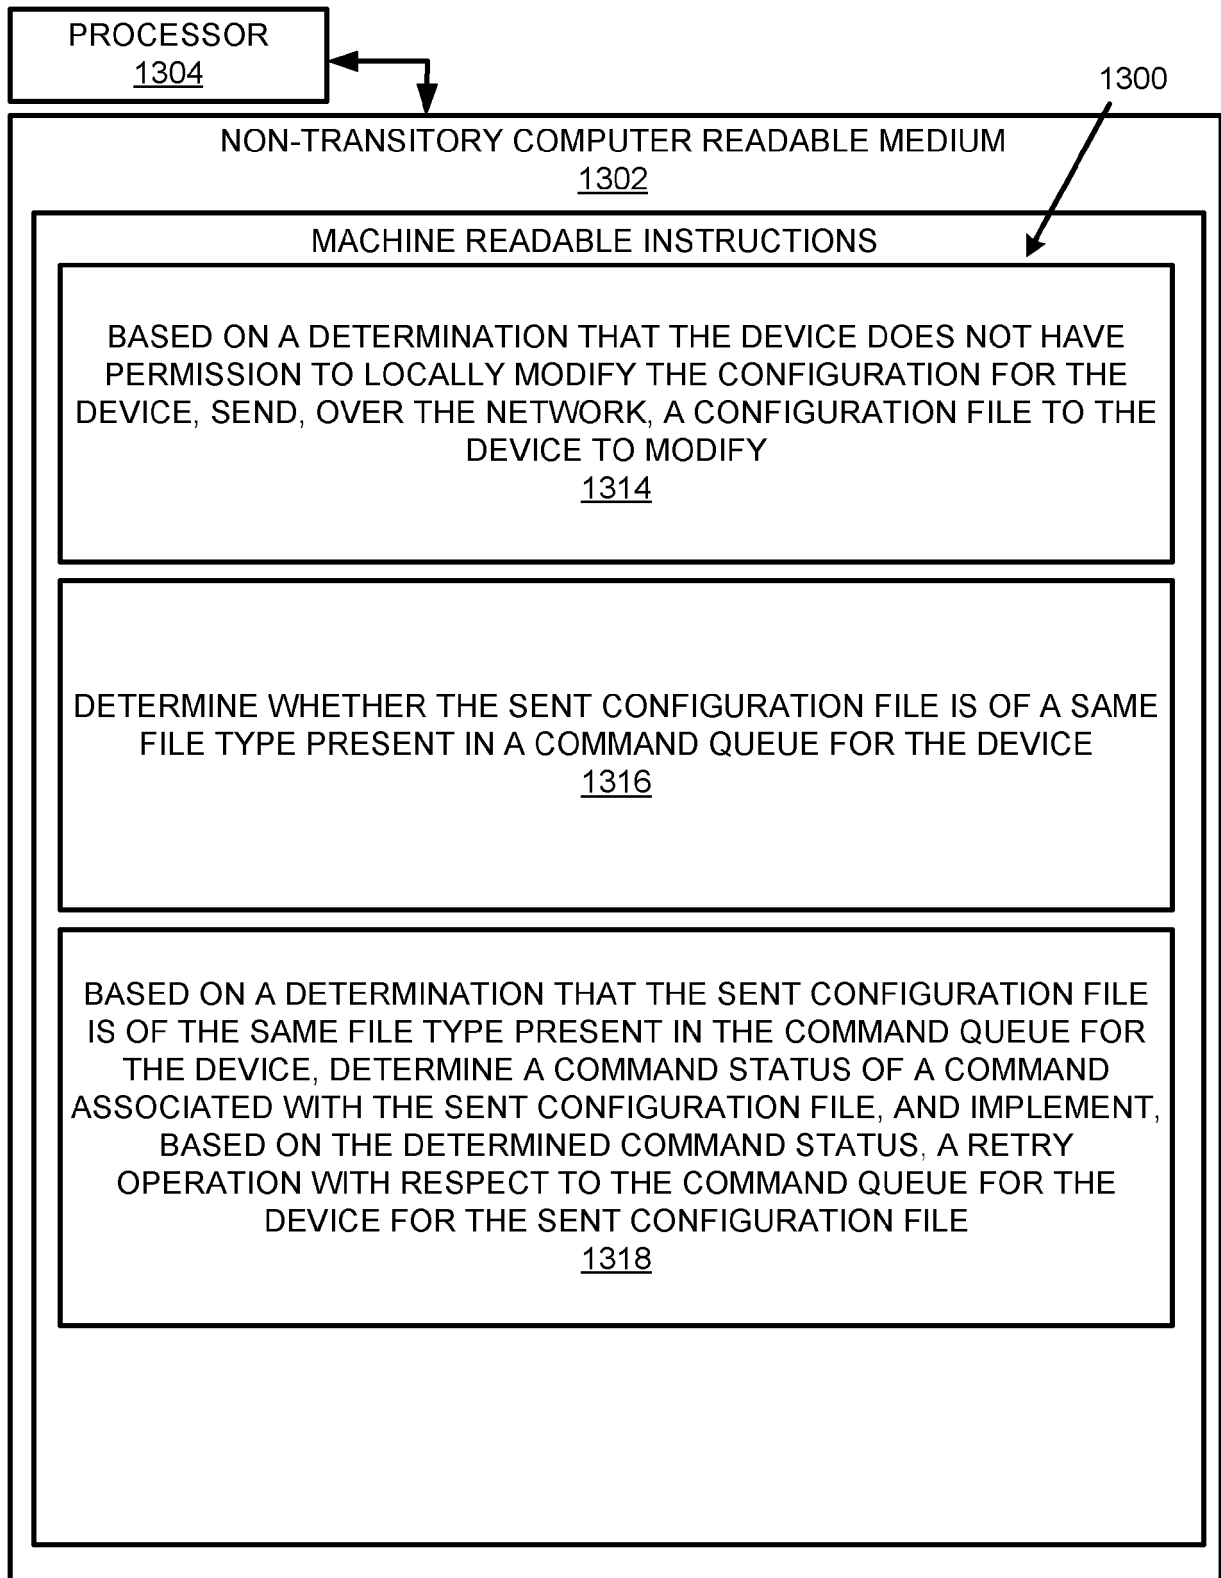 PROCESSOR
1304
1300
NON-TRANSITORY COMPUTER READABLE MEDIUM
1302
MACHINE READABLE INSTRUCTIONS
BASED ON A DETERMINATION THAT THE DEVICE DOES NOT HAVE
PERMISSION TO LOCALLY MODIFY THE CONFIGURATION FOR THE
DEVICE, SEND, OVER THE NETWORK, A CONFIGURATION FILE TO THE
DEVICE TO MODIFY
1314
DETERMINE WHETHER THE SENT CONFIGURATION FILE IS OF A SAME
FILE TYPE PRESENT IN A COMMAND QUEUE FOR THE DEVICE
1316
BASED ON A DETERMINATION THAT THE SENT CONFIGURATION FILE
IS OF THE SAME FILE TYPE PRESENT IN THE COMMAND QUEUE FOR
THE DEVICE, DETERMINE A COMMAND STATUS OF A COMMAND
ASSOCIATED WITH THE SENT CONFIGURATION FILE, AND IMPLEMENT,
BASED ON THE DETERMINED COMMAND STATUS, A RETRY
OPERATION WITH RESPECT TO THE COMMAND QUEUE FOR THE
DEVICE FOR THE SENT CONFIGURATION FILE
1318